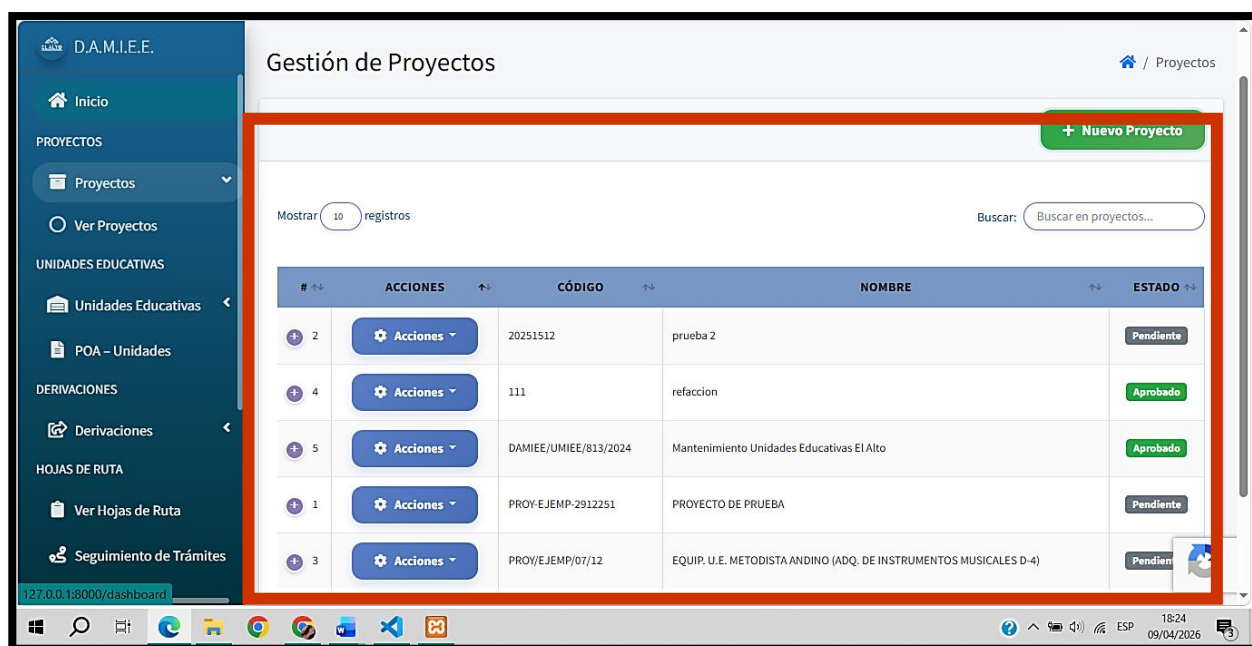 D.A.M.I.E.E.
Inicio
PROYECTOS
Proyectos
Ver Proyectos
UNIDADES EDUCATIVAS
Unidades Educativas
POA – Unidades
DERIVACIONES
Derivaciones
HOJAS DE RUTA
Ver Hojas de Ruta
Seguimiento de Trámites
127.0.0.1:8000/dashboard
Gestión de Proyectos
/ Proyectos
+ Nuevo Proyecto
Mostrar 10 registros
Buscar: Buscar en proyectos...
# ACCIONES CÓDIGO NOMBRE ESTADO
2 Acciones 20251512 prueba 2 Pendiente
4 Acciones 111 refaccion Aprobado
5 Acciones DAMIEE/UMIEE/813/2024 Mantenimiento Unidades Educativas El Alto Aprobado
1 Acciones PROY-EJEMP-2912251 PROYECTO DE PRUEBA Pendiente
3 Acciones PROY/EJEMP/07/12 EQUIP. U.E. METODISTA ANDINO (ADQ. DE INSTRUMENTOS MUSICALES D-4) Pendien
ESP
18:24
09/04/2026
3